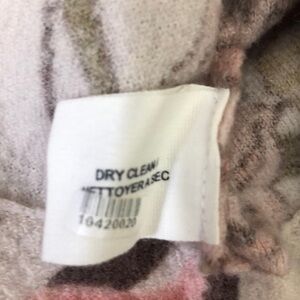 DRY CLEAN /
NETTOYER A SEC
16420020